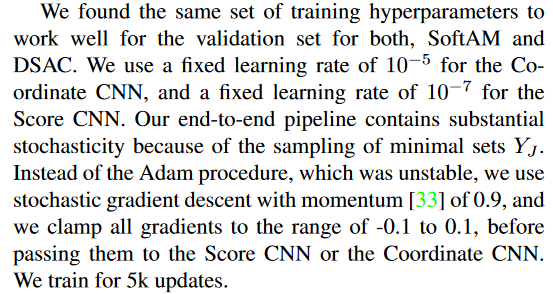 We found the same set of training hyperparameters to
work well for the validation set for both, SoftAM and
DSAC. We use a fixed learning rate of 10⁻⁵ for the Co-
ordinate CNN, and a fixed learning rate of 10⁻⁷ for the
Score CNN. Our end-to-end pipeline contains substantial
stochasticity because of the sampling of minimal sets Y_J.
Instead of the Adam procedure, which was unstable, we use
stochastic gradient descent with momentum [33] of 0.9, and
we clamp all gradients to the range of -0.1 to 0.1, before
passing them to the Score CNN or the Coordinate CNN.
We train for 5k updates.